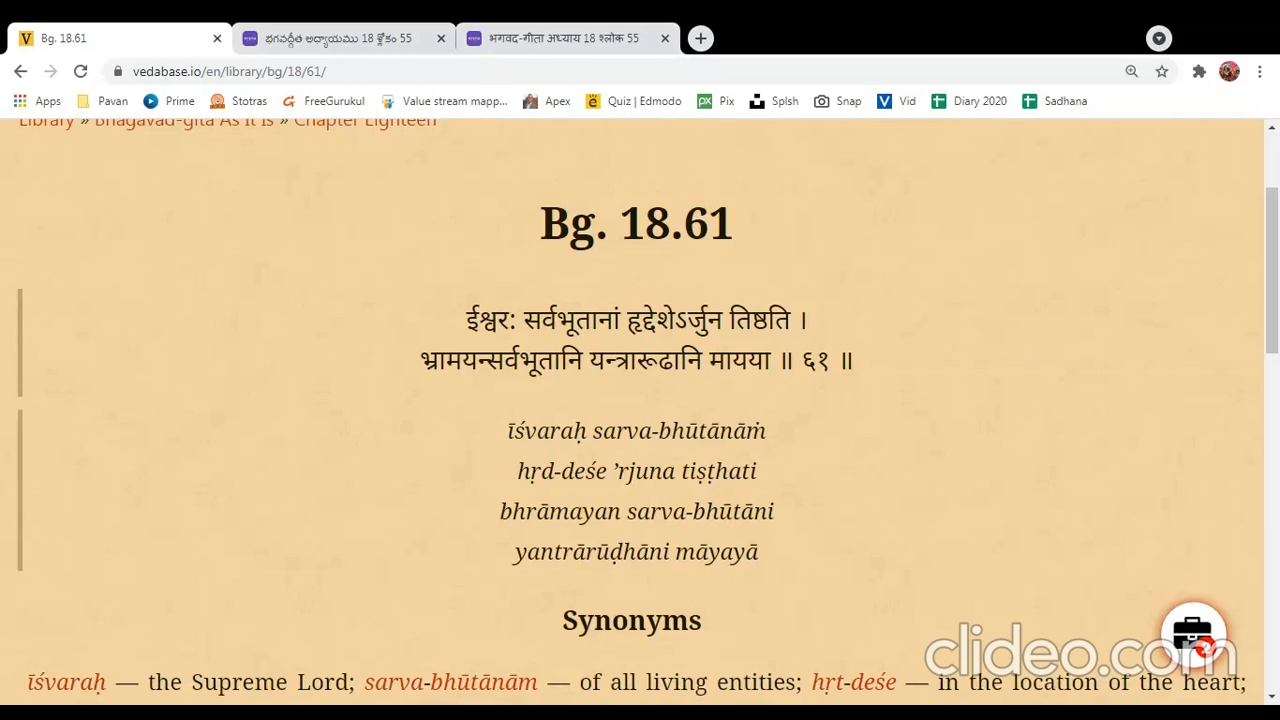 Bg. 18.61
భగవద్గీత అధ్యాయము 18 శ్లోకం 55
भगवद-गीता अध्याय 18 श्लोक 55
vedabase.io/en/library/bg/18/61/
Apps Pavan Prime Stotras FreeGurukul Value stream mapp... Apex Quiz | Edmodo Pix Splsh Snap Vid Diary 2020 Sadhana
Library » Bhagavad-gītā As It Is » Chapter Eighteen
Bg. 18.61
ईश्वर: सर्वभूतानां हृद्देशेऽर्जुन तिष्ठति ।
भ्रामयन्सर्वभूतानि यन्त्रारूढानि मायया ॥ ६१ ॥
īśvaraḥ sarva-bhūtānāṁ
hṛd-deśe ’rjuna tiṣṭhati
bhrāmayan sarva-bhūtāni
yantrārūḍhāni māyayā
Synonyms
īśvaraḥ — the Supreme Lord; sarva-bhūtānām — of all living entities; hṛt-deśe — in the location of the heart;
clideo.com
2